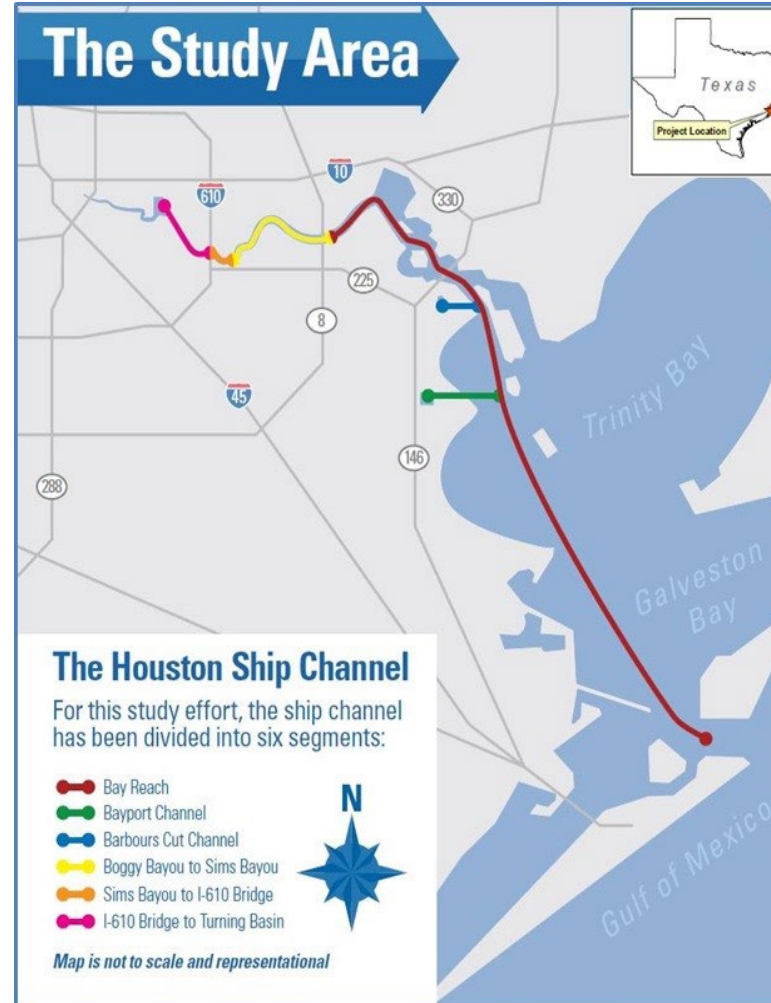 The Study Area
Texas
Project Location
10
610
330
225
8
45
146
288
Trinity Bay
Galveston
Bay
Gulf of Mexico
The Houston Ship Channel
For this study effort, the ship channel
has been divided into six segments:
Bay Reach
Bayport Channel
Barbours Cut Channel
Boggy Bayou to Sims Bayou
Sims Bayou to I-610 Bridge
I-610 Bridge to Turning Basin
N
Map is not to scale and representational